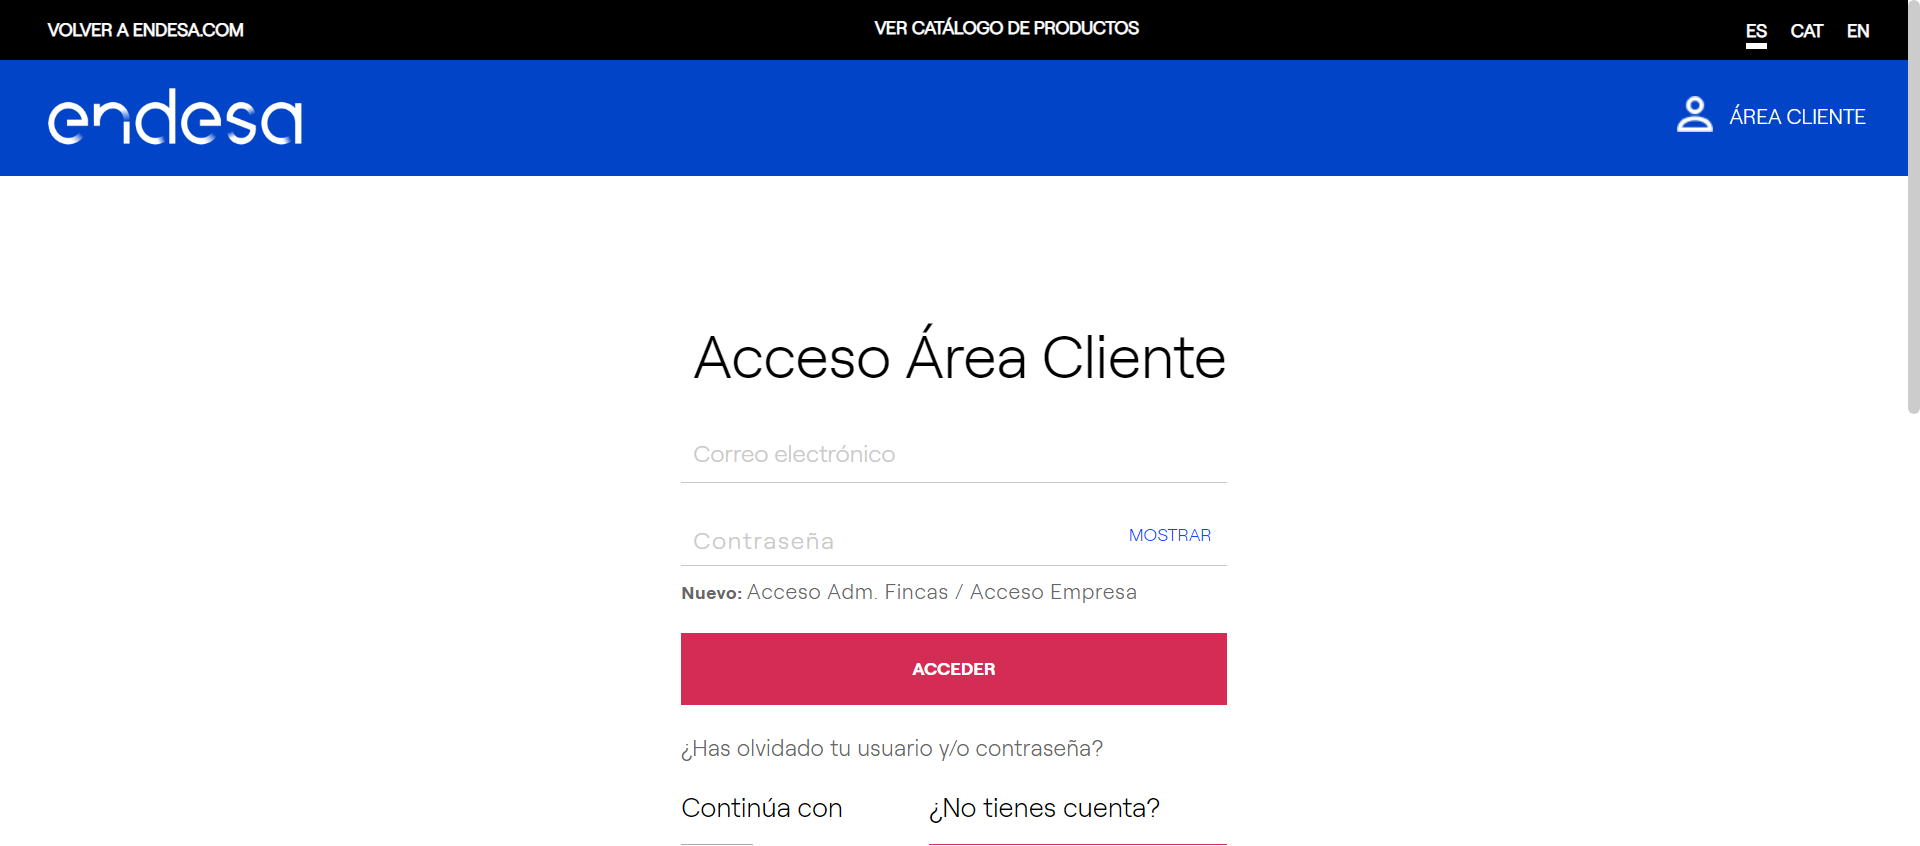 VOLVER A ENDESA.COM
VER CATÁLOGO DE PRODUCTOS
ES CAT EN
endesa
ÁREA CLIENTE
Acceso Área Cliente
Correo electrónico
Contraseña
MOSTRAR
Nuevo: Acceso Adm. Fincas / Acceso Empresa
ACCEDER
¿Has olvidado tu usuario y/o contraseña?
Continúa con
¿No tienes cuenta?